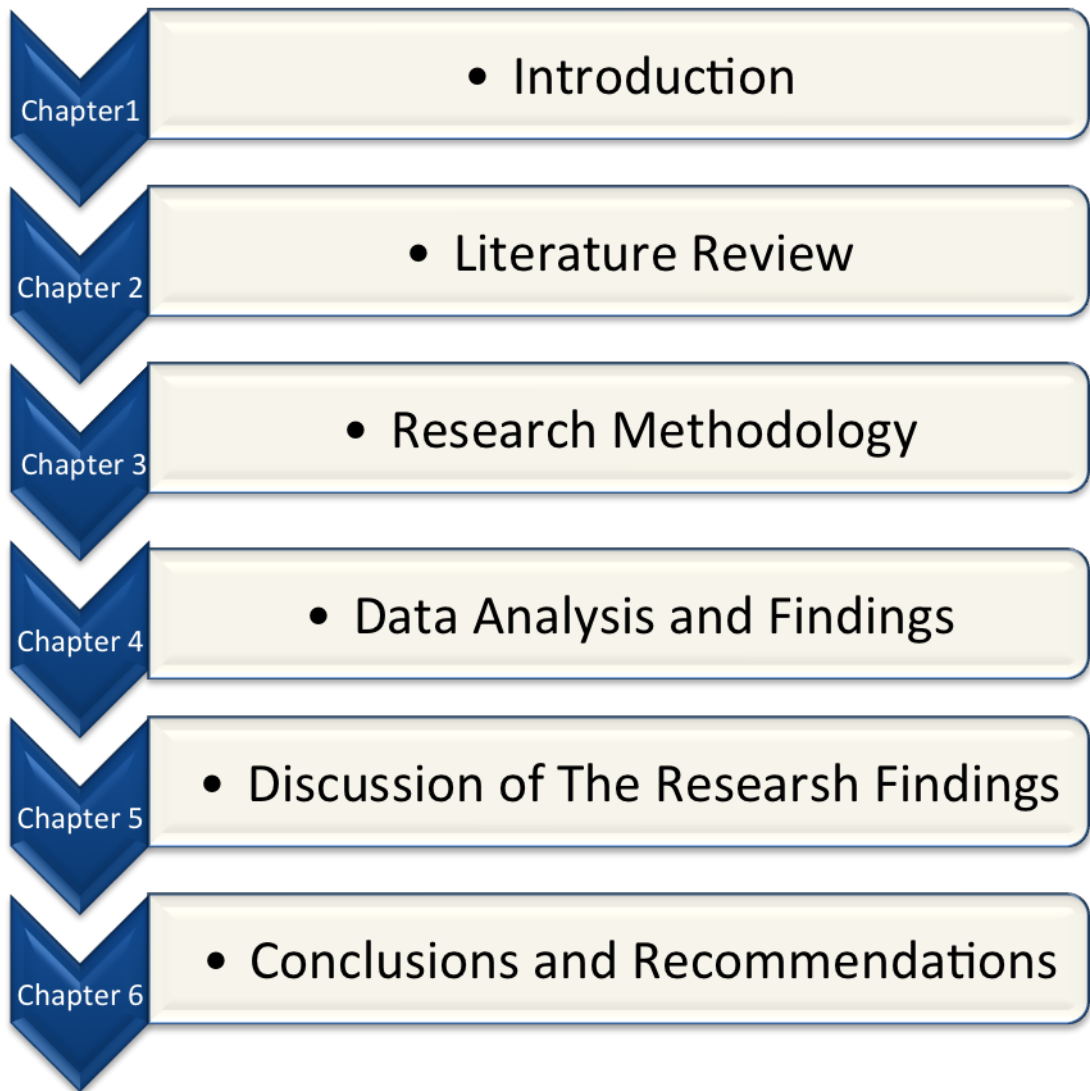 Chapter1
• Introduction
Chapter 2
• Literature Review
Chapter 3
• Research Methodology
Chapter 4
• Data Analysis and Findings
Chapter 5
• Discussion of The Researsh Findings
Chapter 6
• Conclusions and Recommendations